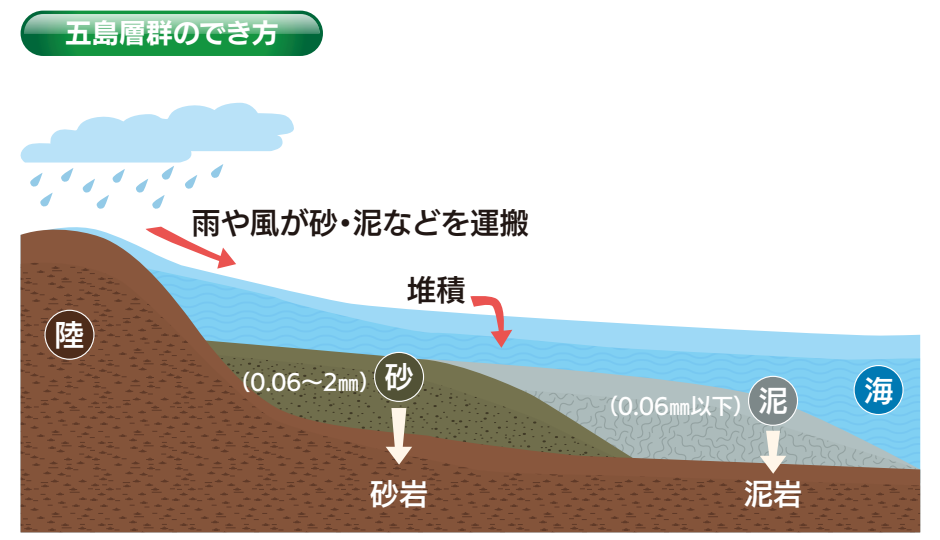 五島層群のでき方
雨や風が砂・泥などを運搬
堆積
陸
(0.06～2㎜)
砂
(0.06㎜以下)
泥
海
砂岩
泥岩